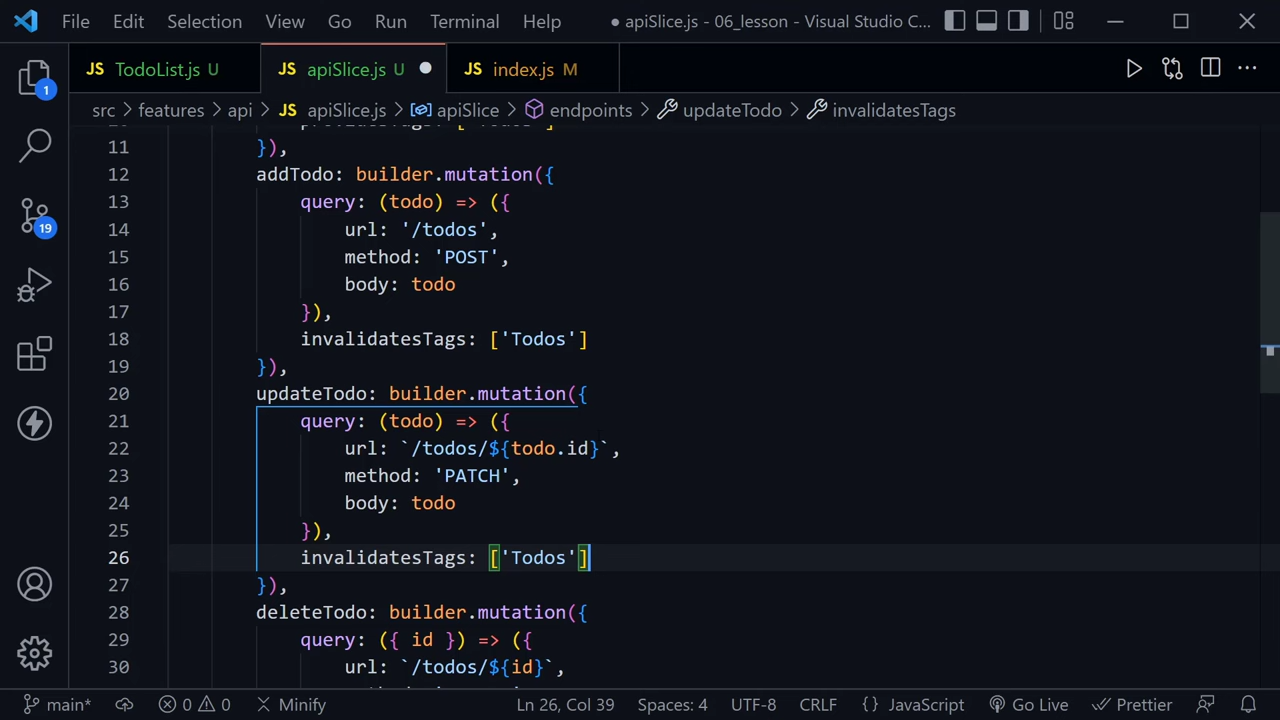 File Edit Selection View Go Run Terminal Help
● apiSlice.js - 06_lesson - Visual Studio C...
JS TodoList.js U
JS apiSlice.js U
JS index.js M
src > features > api > JS apiSlice.js > apiSlice > endpoints > updateTodo > invalidatesTags
1
19
11 }),
12 addTodo: builder.mutation({
13 query: (todo) => ({
14 url: '/todos',
15 method: 'POST',
16 body: todo
17 }),
18 invalidatesTags: ['Todos']
19 }),
20 updateTodo: builder.mutation({
21 query: (todo) => ({
22 url: `/todos/${todo.id}`,
23 method: 'PATCH',
24 body: todo
25 }),
26 invalidatesTags: ['Todos']
27 }),
28 deleteTodo: builder.mutation({
29 query: ({ id }) => ({
30 url: `/todos/${id}`,
main* 0 0 Minify Ln 26, Col 39 Spaces: 4 UTF-8 CRLF {} JavaScript Go Live Prettier